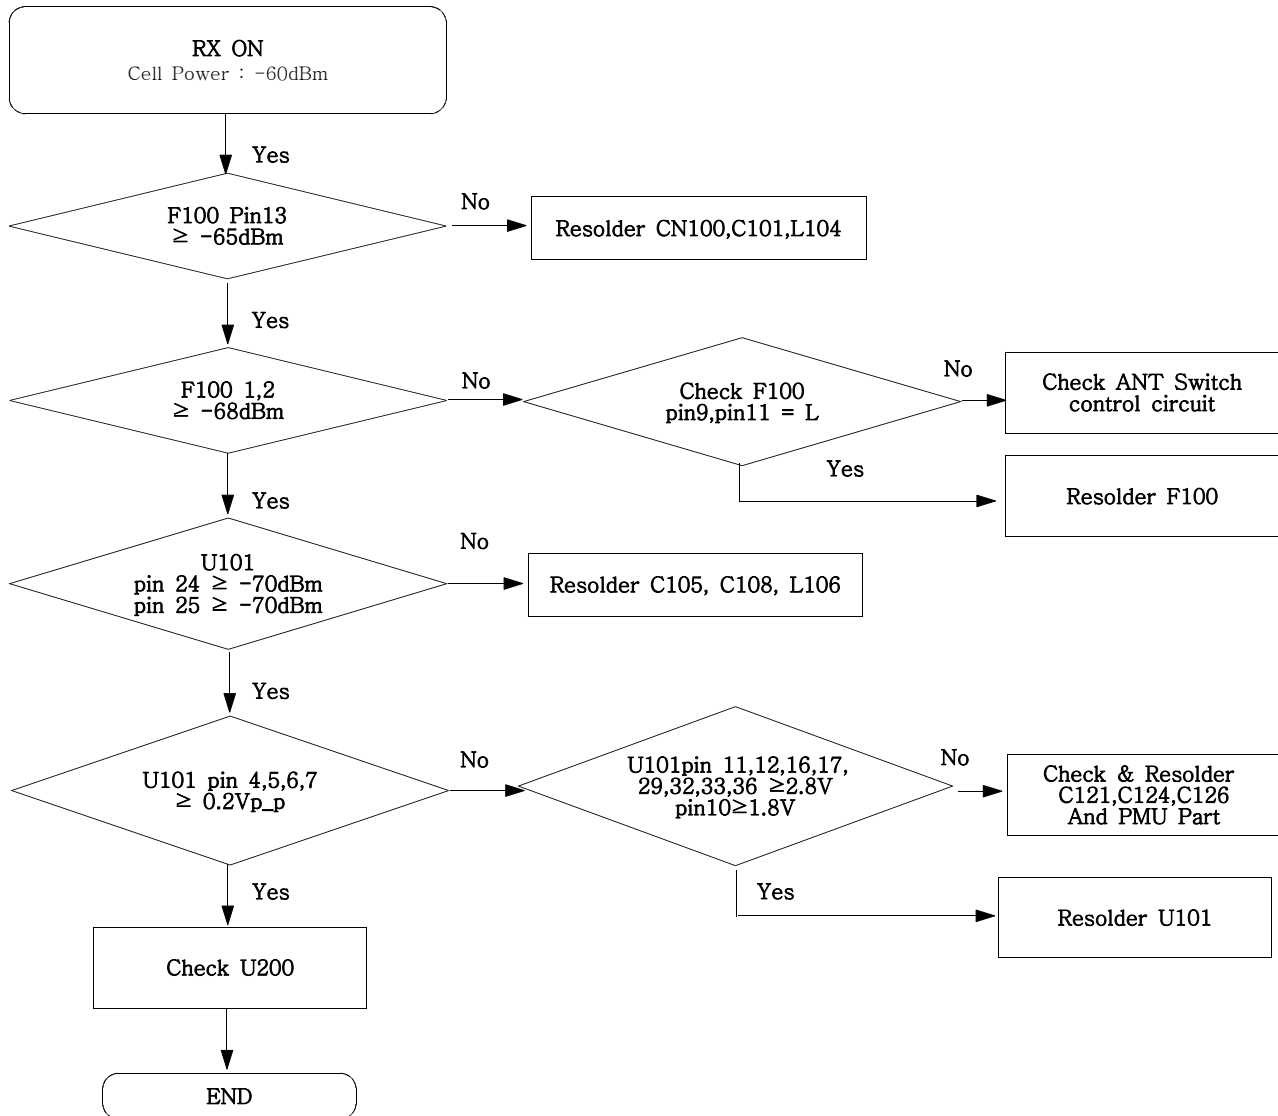 RX ON
Cell Power : -60dBm
Yes
F100 Pin13
≥ -65dBm
No
Resolder CN100,C101,L104
Yes
F100 1,2
≥ -68dBm
No
Check F100
pin9,pin11 = L
No
Check ANT Switch
control circuit
Yes
Resolder F100
Yes
U101
pin 24 ≥ -70dBm
pin 25 ≥ -70dBm
No
Resolder C105, C108, L106
Yes
U101 pin 4,5,6,7
≥ 0.2Vp_p
No
U101pin 11,12,16,17,
29,32,33,36 ≥2.8V
pin10≥1.8V
No
Check & Resolder
C121,C124,C126
And PMU Part
Yes
Resolder U101
Yes
Check U200
END